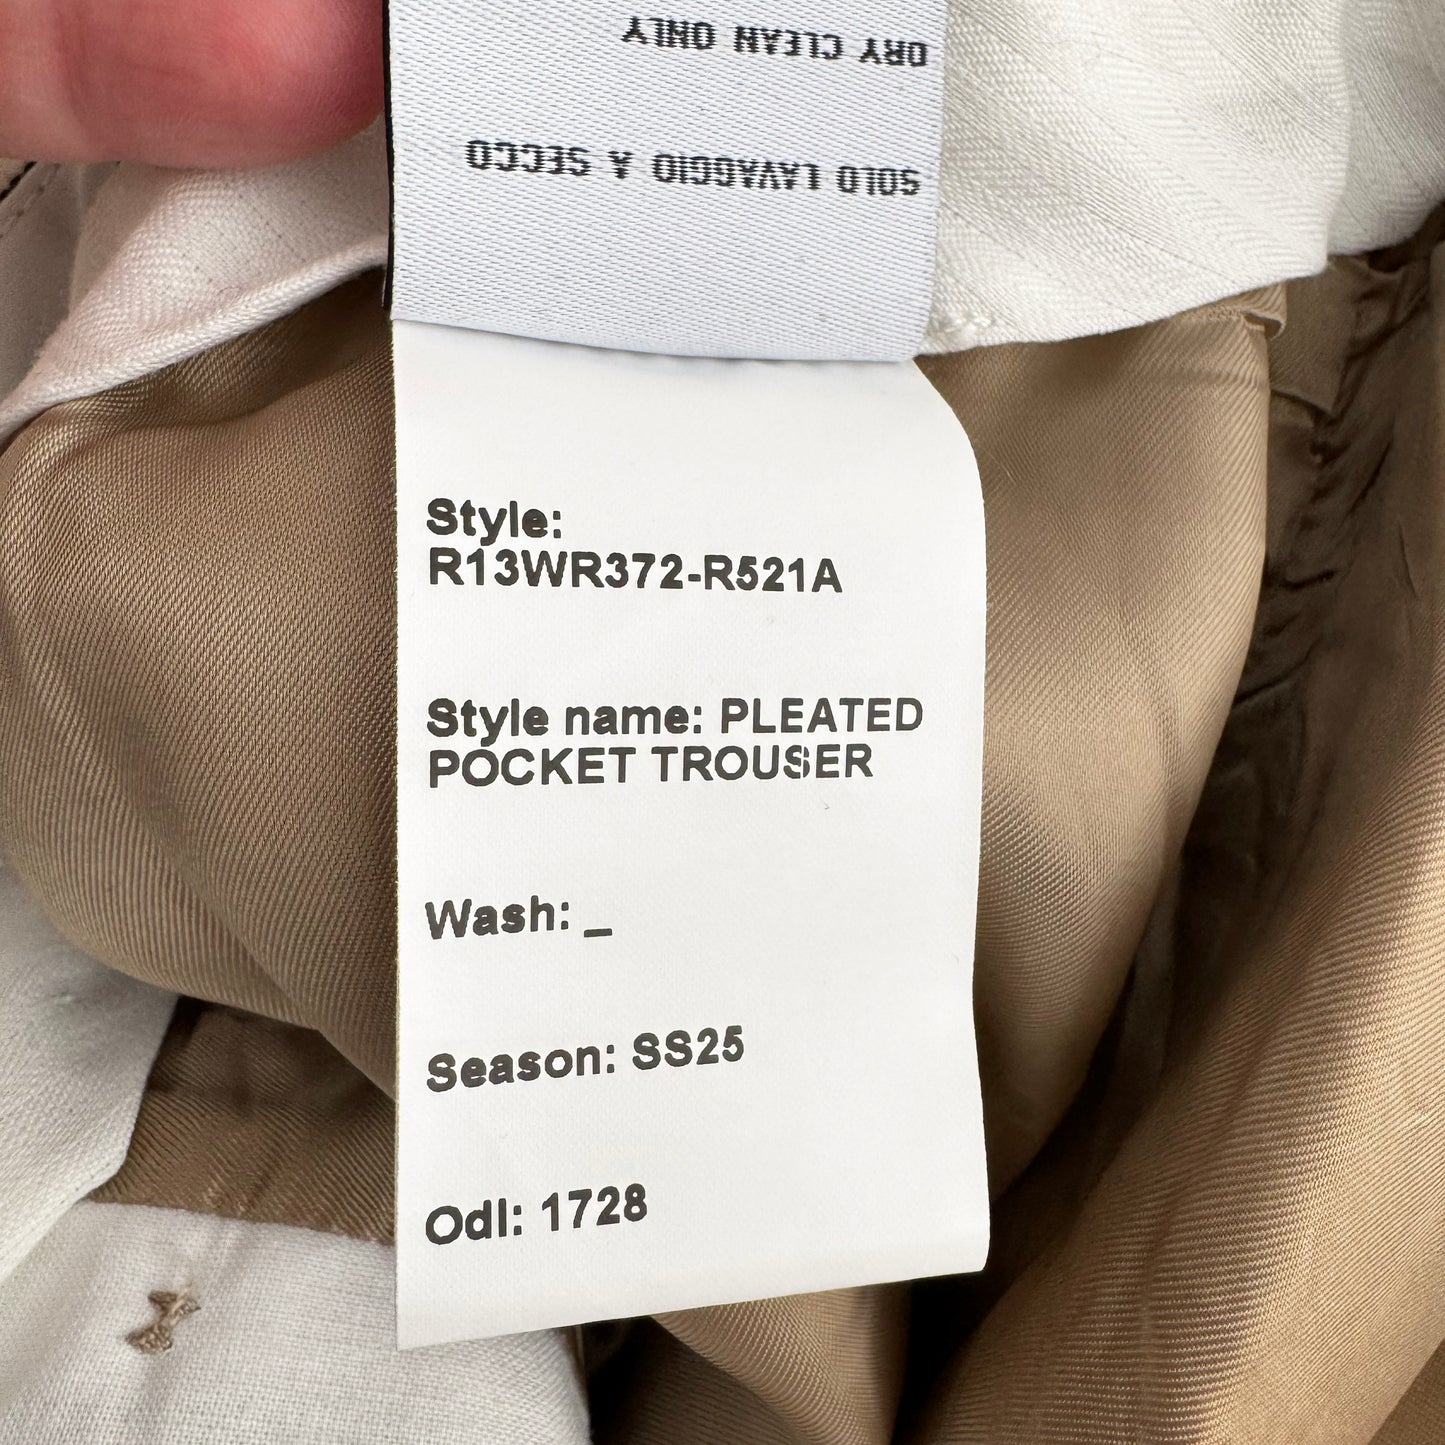 DRY CLEAN ONLY
SOLO LAVAGGIO A SECCO
Style:
R13WR372-R521A
Style name: PLEATED
POCKET TROUSER
Wash: _
Season: SS25
Odl: 1728